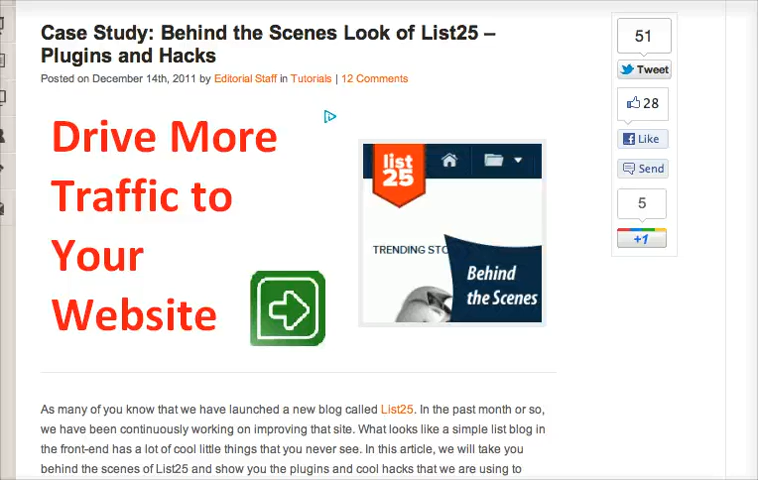 Case Study: Behind the Scenes Look of List25 –
Plugins and Hacks
Posted on December 14th, 2011 by Editorial Staff in Tutorials | 12 Comments
Drive More
Traffic to
Your
Website
list
25
TRENDING STO
Behind
the Scenes
51
Tweet
28
Like
Send
5
+1
As many of you know that we have launched a new blog called List25. In the past month or so,
we have been continuously working on improving that site. What looks like a simple list blog in
the front-end has a lot of cool little things that you never see. In this article, we will take you
behind the scenes of List25 and show you the plugins and cool hacks that we are using to